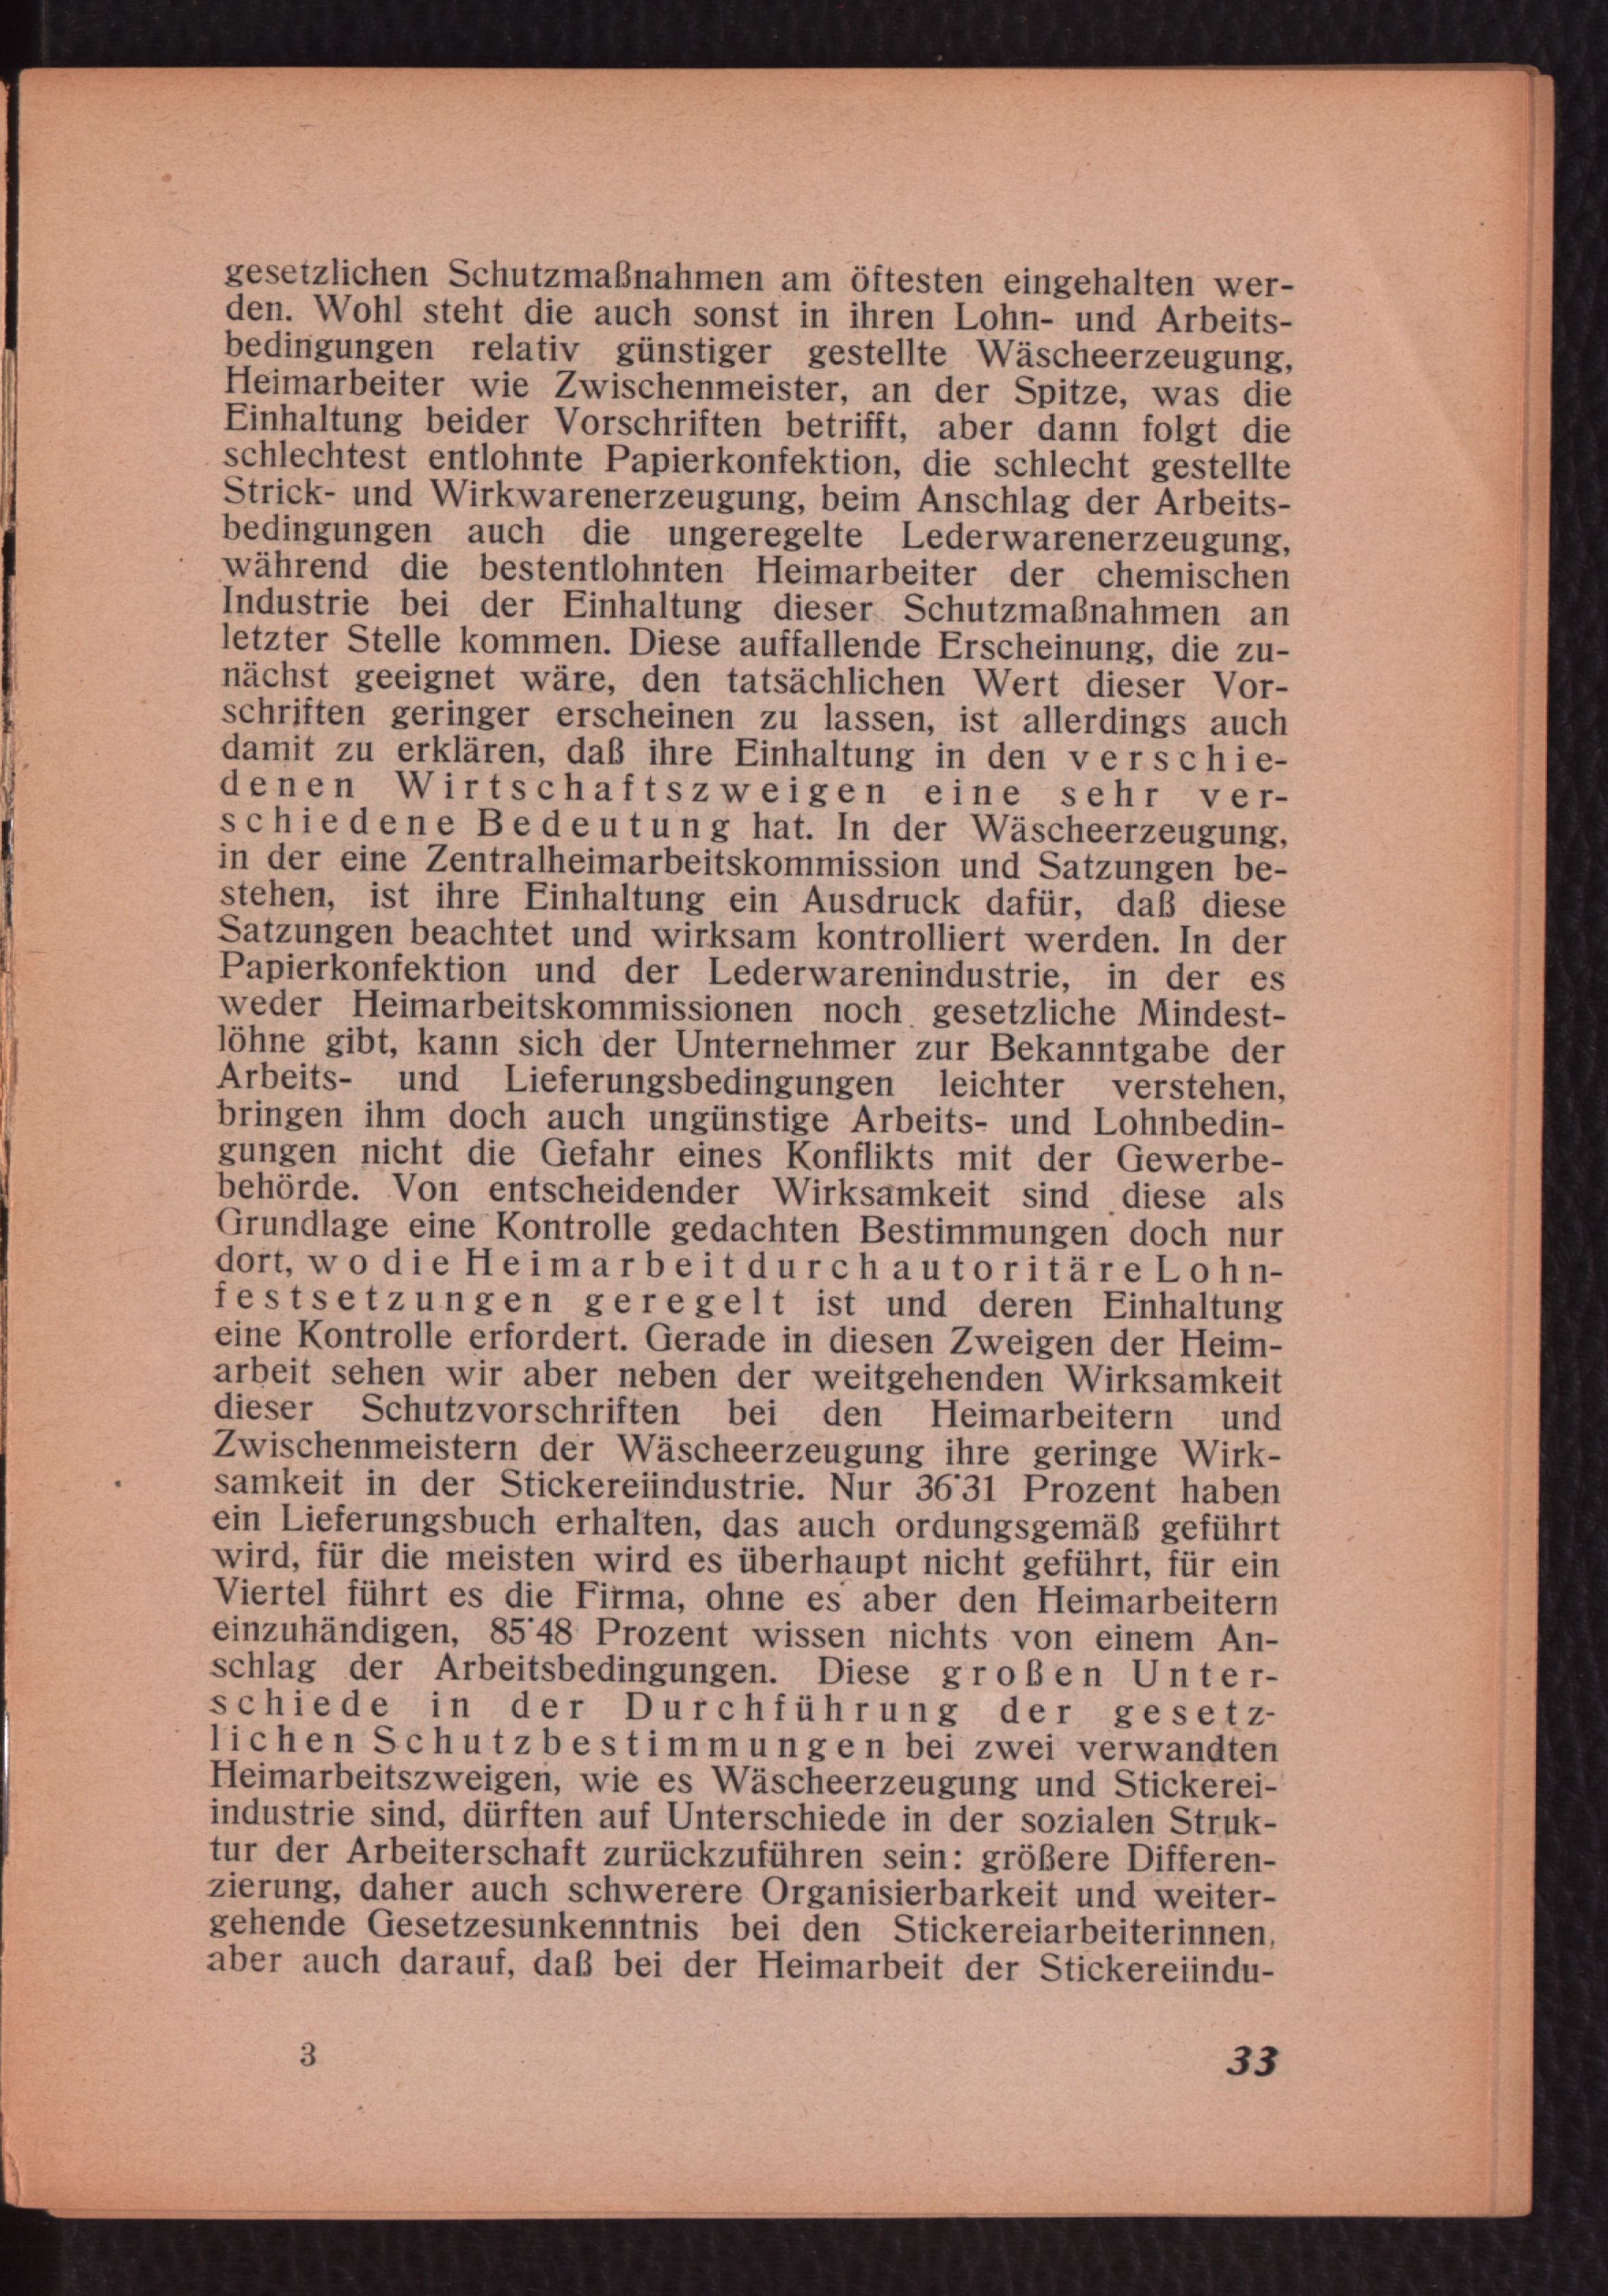 gesetzlichen Schutzmaßnahmen am öftesten eingehalten wer-
den. Wohl steht die auch sonst in ihren Lohn- und Arbeits-
bedingungen relativ günstiger gestellte Wäscheerzeugung,
Heimarbeiter wie Zwischenmeister, an der Spitze, was die
Einhaltung beider Vorschriften betrifft, aber dann folgt die
schlechtest entlohnte Papierkonfektion, die schlecht gestellte
Strick- und Wirkwarenerzeugung, beim Anschlag der Arbeits-
bedingungen auch die ungeregelte Lederwarenerzeugung,
während die bestentlohnten Heimarbeiter der chemischen
Industrie bei der Einhaltung dieser Schutzmaßnahmen an
letzter Stelle kommen. Diese auffallende Erscheinung, die zu-
nächst geeignet wäre, den tatsächlichen Wert dieser Vor-
schriften geringer erscheinen zu lassen, ist allerdings auch
damit zu erklären, daß ihre Einhaltung in den verschie-
denen Wirtschaftszweigen eine sehr ver-
schiedene Bedeutung hat. In der Wäscheerzeugung,
in der eine Zentralheimarbeitskommission und Satzungen be-
stehen, ist ihre Einhaltung ein Ausdruck dafür, daß diese
Satzungen beachtet und wirksam kontrolliert werden. In der
Papierkonfektion und der Lederwarenindustrie, in der es
weder Heimarbeitskommissionen noch gesetzliche Mindest-
löhne gibt, kann sich der Unternehmer zur Bekanntgabe der
Arbeits- und Lieferungsbedingungen leichter verstehen,
bringen ihm doch auch ungünstige Arbeits- und Lohnbedin-
gungen nicht die Gefahr eines Konflikts mit der Gewerbe-
behörde. Von entscheidender Wirksamkeit sind diese als
Grundlage eine Kontrolle gedachten Bestimmungen doch nur
dort, wo die Heimarbeit durch autoritäre Lohn-
festsetzungen geregelt ist und deren Einhaltung
eine Kontrolle erfordert. Gerade in diesen Zweigen der Heim-
arbeit sehen wir aber neben der weitgehenden Wirksamkeit
dieser Schutzvorschriften bei den Heimarbeitern und
Zwischenmeistern der Wäscheerzeugung ihre geringe Wirk-
samkeit in der Stickereiindustrie. Nur 36˙31 Prozent haben
ein Lieferungsbuch erhalten, das auch ordungsgemäß geführt
wird, für die meisten wird es überhaupt nicht geführt, für ein
Viertel führt es die Firma, ohne es aber den Heimarbeitern
einzuhändigen, 85˙48 Prozent wissen nichts von einem An-
schlag der Arbeitsbedingungen. Diese großen Unter-
schiede in der Durchführung der gesetz-
lichen Schutzbestimmungen bei zwei verwandten
Heimarbeitszweigen, wie es Wäscheerzeugung und Stickerei-
industrie sind, dürften auf Unterschiede in der sozialen Struk-
tur der Arbeiterschaft zurückzuführen sein: größere Differen-
zierung, daher auch schwerere Organisierbarkeit und weiter-
gehende Gesetzesunkenntnis bei den Stickereiarbeiterinnen,
aber auch darauf, daß bei der Heimarbeit der Stickereiindu-
3
33